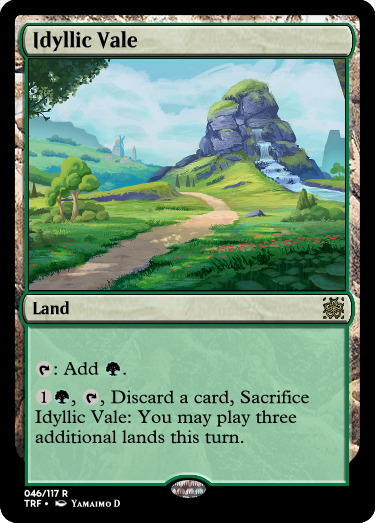 Idyllic Vale
Land
: Add .
1, , Discard a card, Sacrifice
Idyllic Vale: You may play three
additional lands this turn.
046/117 R
TRF • Yamaimo D